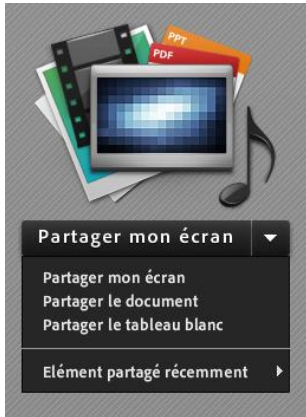 PPT
PDF
Partager mon écran
Partager mon écran
Partager le document
Partager le tableau blanc
Elément partagé récemment